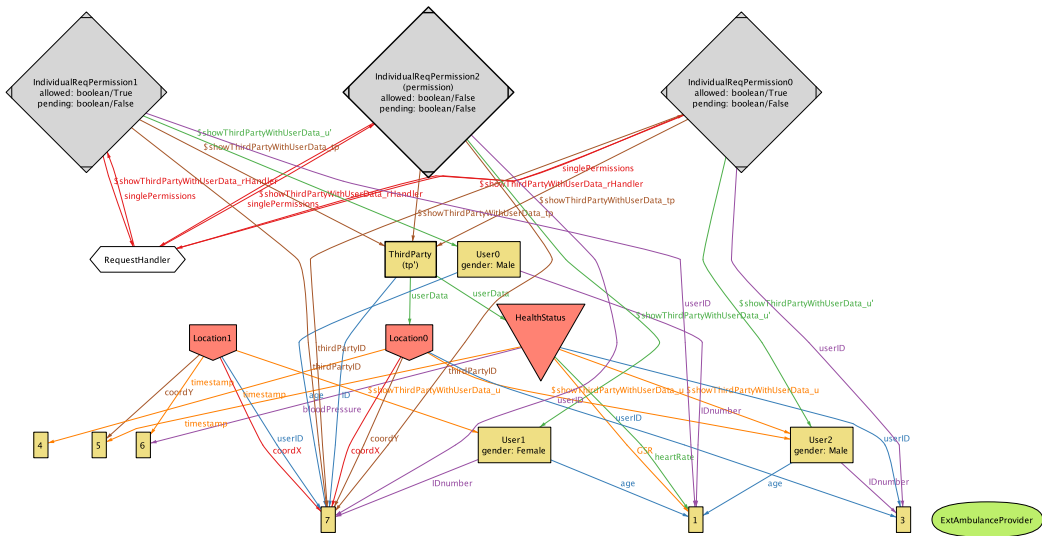 IndividualReqPermission1
allowed: boolean/True
pending: boolean/False
IndividualReqPermission2
(permission)
allowed: boolean/False
pending: boolean/False
IndividualReqPermission0
allowed: boolean/True
pending: boolean/False
$showThirdPartyWithUserData_u'
$showThirdPartyWithUserData_tp
singlePermissions
$showThirdPartyWithUserData_rHandler
$showThirdPartyWithUserData_rHandler
$showThirdPartyWithUserData_rHandler
singlePermissions
$showThirdPartyWithUserData_tp
singlePermissions
$showThirdPartyWithUserData_tp
RequestHandler
ThirdParty
(tp')
User0
gender: Male
userData
userData
userID
$showThirdPartyWithUserData_u'
$showThirdPartyWithUserData_u'
HealthStatus
Location1
Location0
thirdPartyID
userID
thirdPartyID
thirdPartyID
timestamp
coordY
$showThirdPartyWithUserData_u
$showThirdPartyWithUserData_u
$showThirdPartyWithUserData_u
timestamp
age
ID
userID
bloodPressure
IDnumber
timestamp
4
5
6
userID
coordY
coordX
coordX
User1
gender: Female
GSR
heartRate
User2
gender: Male
userID
IDnumber
age
age
IDnumber
7
1
3
ExtAmbulanceProvider